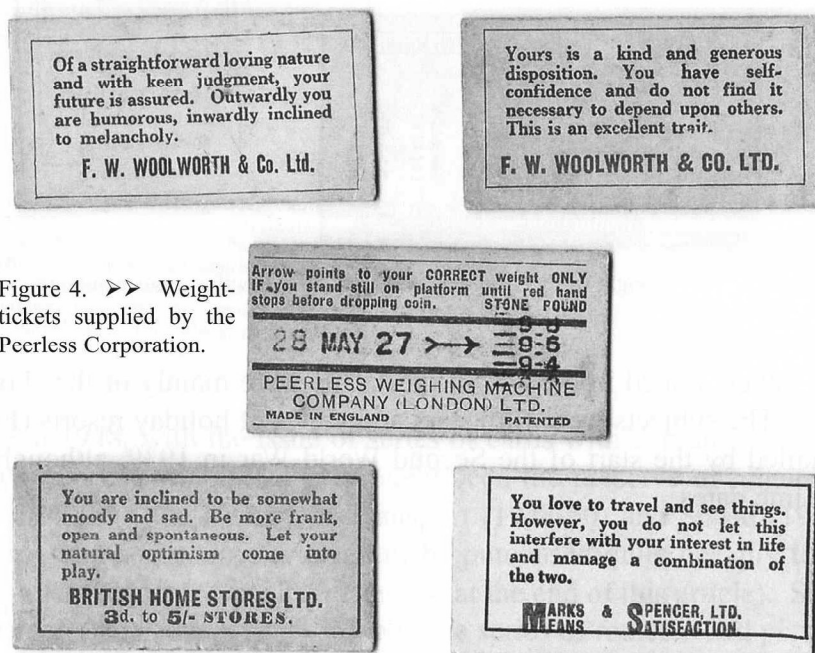 Of a straightforward loving nature
and with keen judgment, your
future is assured. Outwardly you
are humorous, inwardly inclined
to melancholy.
F. W. WOOLWORTH & Co. Ltd.
Yours is a kind and generous
disposition. You have self-
confidence and do not find it
necessary to depend upon others.
This is an excellent trait.
F. W. WOOLWORTH & CO. LTD.
Figure 4. ➢➢ Weight-
tickets supplied by the
Peerless Corporation.
Arrow points to your CORRECT weight ONLY
IF you stand still on platform until red hand
stops before dropping coin. STONE POUND
28 MAY 27 >→ 9-6
9-4
PEERLESS WEIGHING MACHINE
COMPANY (LONDON) LTD.
MADE IN ENGLAND PATENTED
You are inclined to be somewhat
moody and sad. Be more frank,
open and spontaneous. Let your
natural optimism come into
play.
BRITISH HOME STORES LTD.
3d. to 5/- STORES.
You love to travel and see things.
However, you do not let this
interfere with your interest in life
and manage a combination of
the two.
MARKS & SPENCER, LTD.
MEANS SATISFACTION.